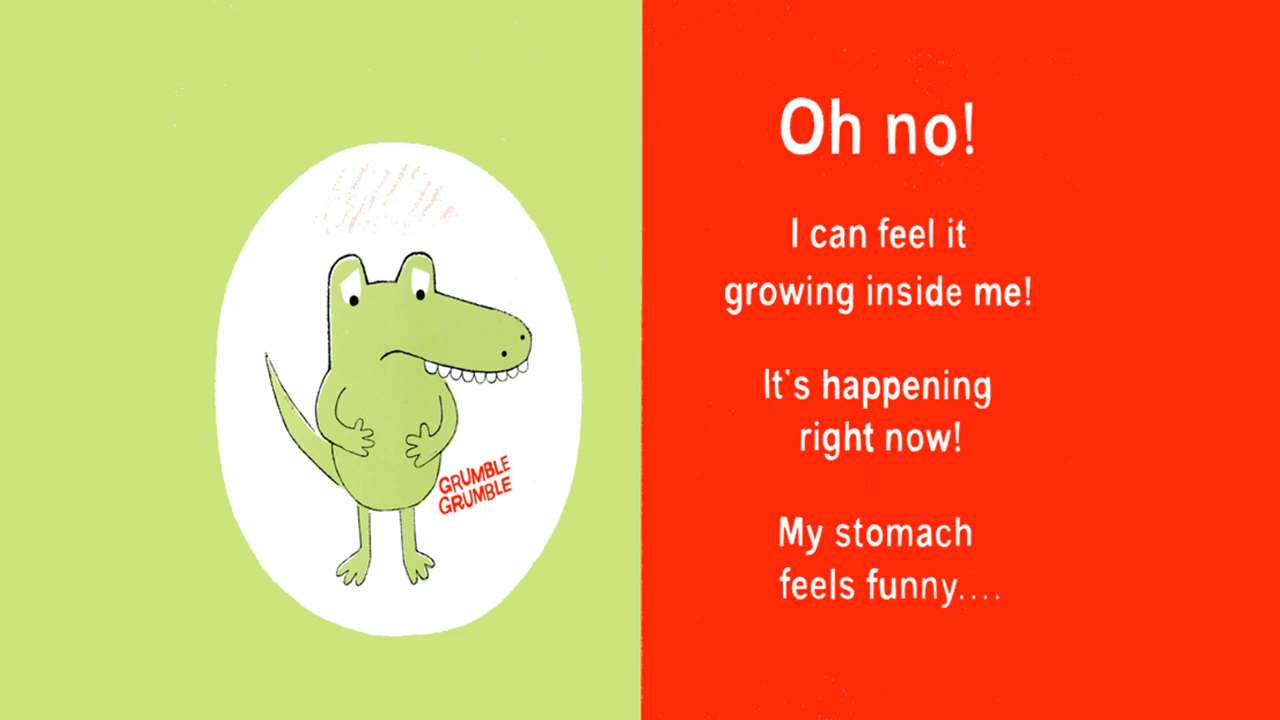 GRUMBLE
GRUMBLE
Oh no!
I can feel it
growing inside me!
It's happening
right now!
My stomach
feels funny....